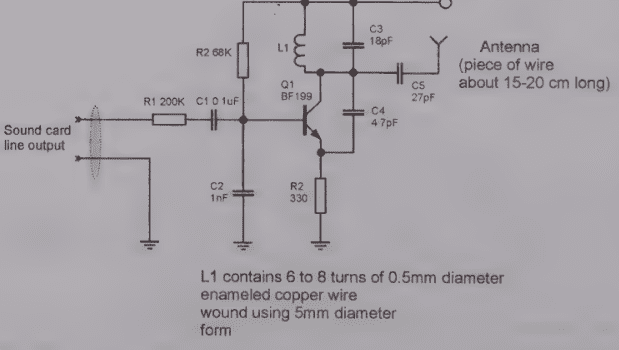 C3
18pF
L1
R2 68K
Antenna
(piece of wire
about 15-20 cm long)
Q1
BF199
C5
27pF
R1 200K
C1 0 1uF
C4
4 7pF
Sound card
line output
C2
1nF
R2
330
L1 contains 6 to 8 turns of 0.5mm diameter
enameled copper wire
wound using 5mm diameter
form